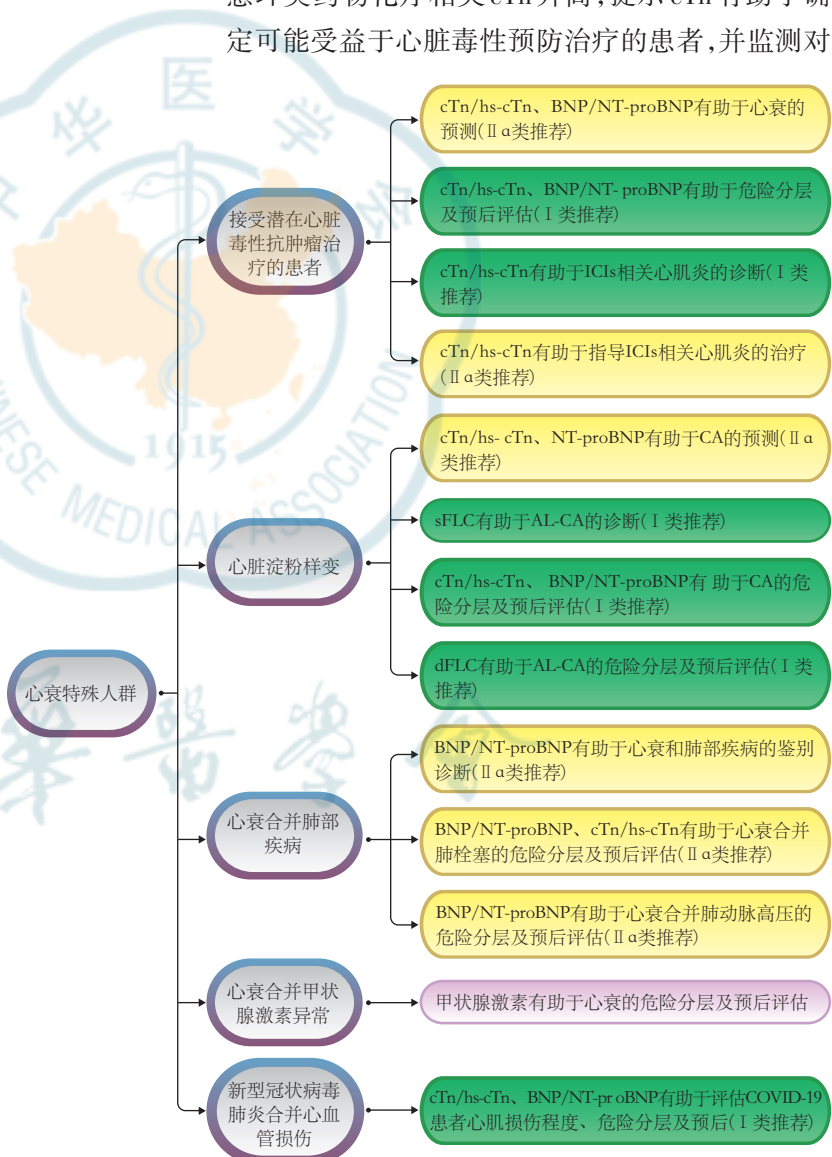 定可能受益于心脏毒性预防治疗的患者,并监测对
cTn/hs-cTn、BNP/NT-proBNP有助于心衰的
预测(Ⅱa类推荐)
cTn/hs-cTn、BNP/NT- proBNP有助于危险分层
及预后评估(Ⅰ类推荐)
接受潜在心脏
毒性抗肿瘤治
疗的患者
cTn/hs-cTn有助于ICIs相关心肌炎的诊断(Ⅰ类
推荐)
cTn/hs-cTn有助于指导ICIs相关心肌炎的治疗
(Ⅱa类推荐)
cTn/hs- cTn、NT-proBNP有助于CA的预测(Ⅱa
类推荐)
sFLC有助于AL-CA的诊断(Ⅰ类推荐)
心脏淀粉样变
cTn/hs-cTn、 BNP/NT-proBNP有 助于CA的危
险分层及预后评估(Ⅰ类推荐)
dFLC有助于AL-CA的危险分层及预后评估(Ⅰ类
推荐)
心衰特殊人群
BNP/NT-proBNP有助于心衰和肺部疾病的鉴别
诊断(Ⅱa类推荐)
心衰合并肺部
疾病
BNP/NT-proBNP、cTn/hs-cTn有助于心衰合并
肺栓塞的危险分层及预后评估(Ⅱa类推荐)
BNP/NT-proBNP有助于心衰合并肺动脉高压的
危险分层及预后评估(Ⅱa类推荐)
心衰合并甲状
腺激素异常
甲状腺激素有助于心衰的危险分层及预后评估
新型冠状病毒
肺炎合并心血
管损伤
cTn/hs-cTn、BNP/NT-pr oBNP有助于评估COVID-19
患者心肌损伤程度、危险分层及预后(Ⅰ类推荐)
华医学会
CHINESE MEDICAL ASSOCIATION
1915